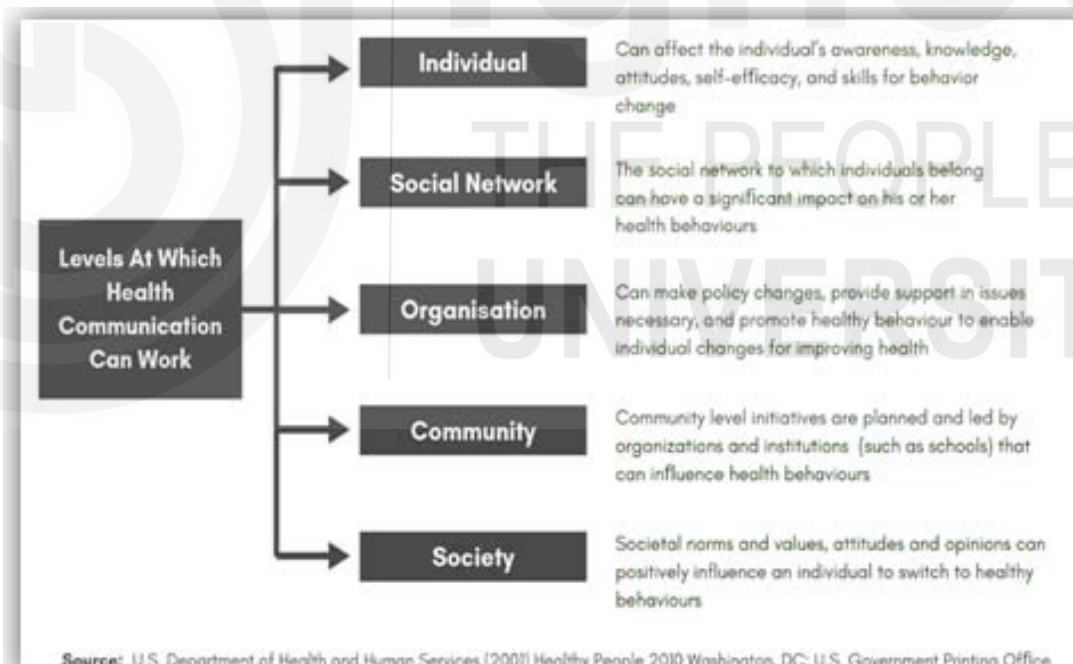 Individual
Can affect the individual's awareness, knowledge,
attitudes, self-efficacy, and skills for behavior
change
Social Network
The social network to which individuals belong
can have a significant impact on his or her
health behaviours
Levels At Which
Health
Communication
Can Work
Organisation
Can make policy changes, provide support in issues
necessary, and promote healthy behaviour to enable
individual changes for improving health
Community
Community level initiatives are planned and led by
organizations and institutions (such as schools) that
can influence health behaviours
Society
Societal norms and values, attitudes and opinions can
positively influence an individual to switch to healthy
behaviours
Source: U.S. Department of Health and Human Services (2001) Healthy People 2010 Washington, DC: U.S. Government Printing Office
THE PEOPLE